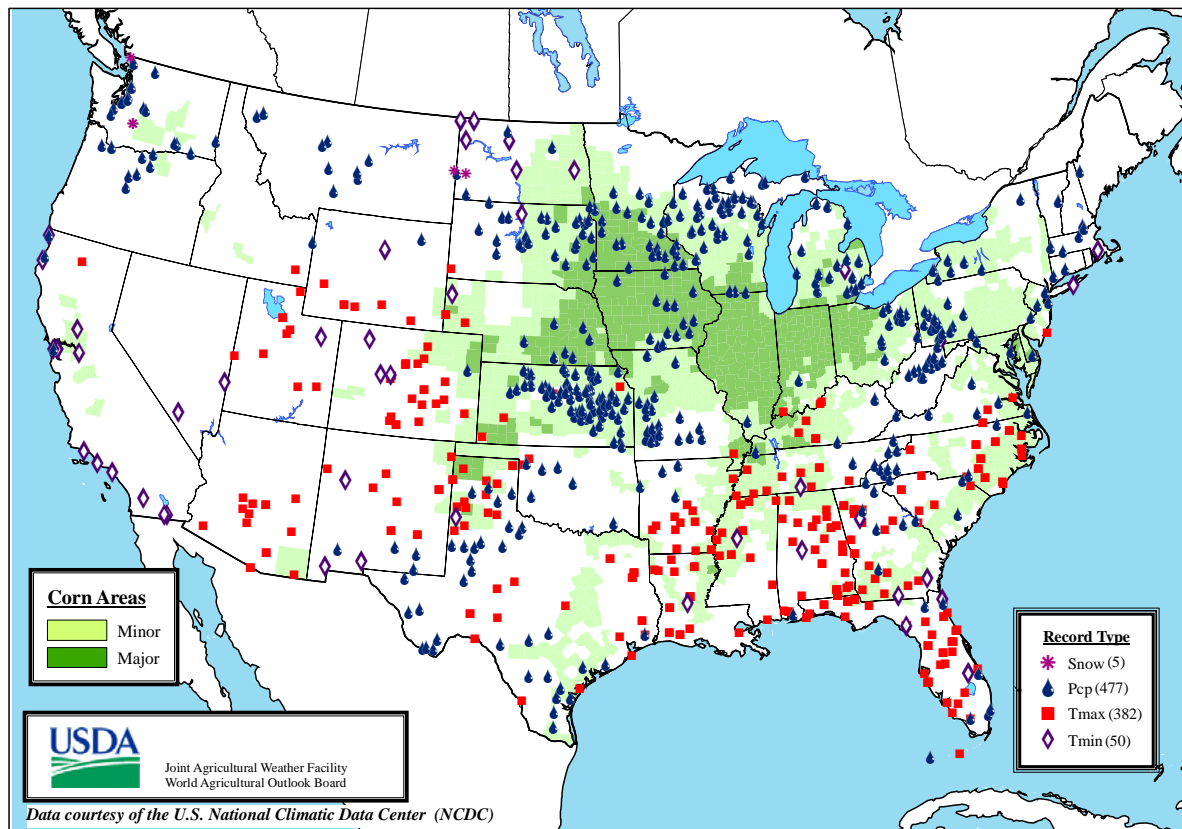 Corn Areas
Minor
Major
Record Type
Snow (5)
Pcp (477)
Tmax (382)
Tmin (50)
USDA
Joint Agricultural Weather Facility
World Agricultural Outlook Board
Data courtesy of the U.S. National Climatic Data Center (NCDC)